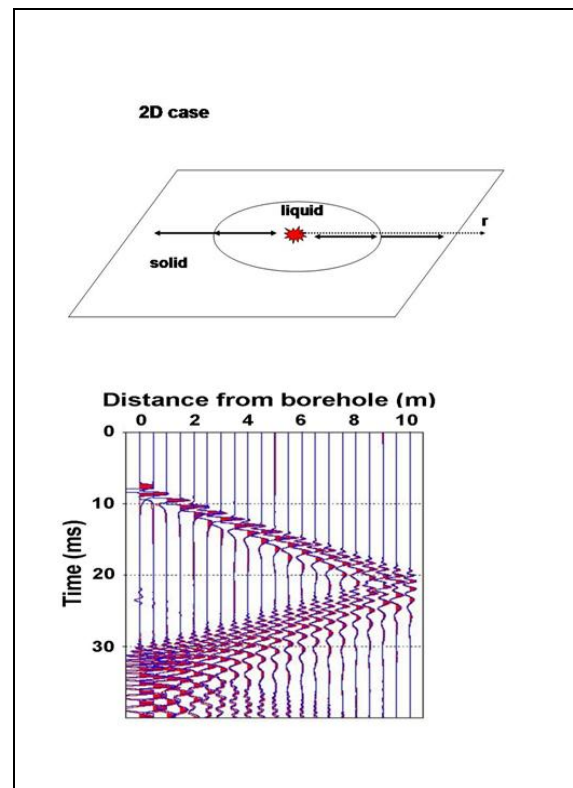 2D case
liquid
r
solid
Distance from borehole (m)
0 2 4 6 8 10
0
10
20
30
Time (ms)